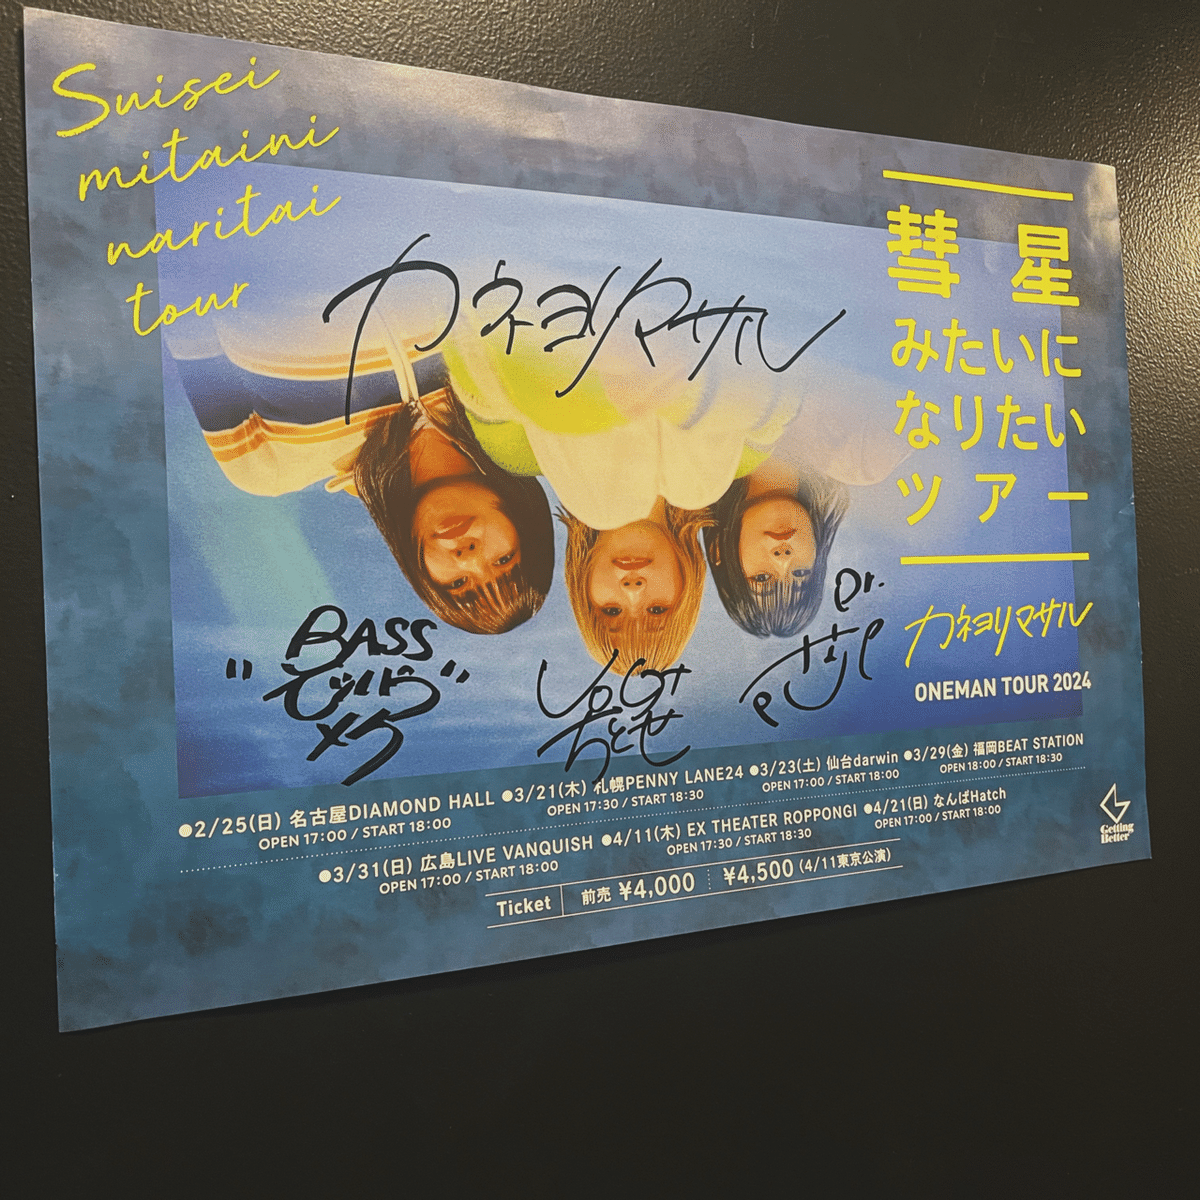 Suisei
mitaini
naritai
tour
カネヨリマサル
彗星
みたいに
なりたい
ツアー
カネヨリマサル
ONEMAN TOUR 2024
BASS
Vo.Gt
ちとせ
Dr.
●2/25(日) 名古屋DIAMOND HALL
OPEN 17:00 / START 18:00
●3/21(木) 札幌PENNY LANE24
OPEN 17:30 / START 18:30
●3/23(土) 仙台darwin
OPEN 17:00 / START 18:00
●3/29(金) 福岡BEAT STATION
OPEN 18:00 / START 18:30
●3/31(日) 広島LIVE VANQUISH
OPEN 17:00 / START 18:00
●4/11(木) EX THEATER ROPPONGI
OPEN 17:30 / START 18:30
●4/21(日) なんばHatch
OPEN 17:00 / START 18:00
Ticket 前売 ¥4,000 ¥4,500 (4/11東京公演)
Getting
Better